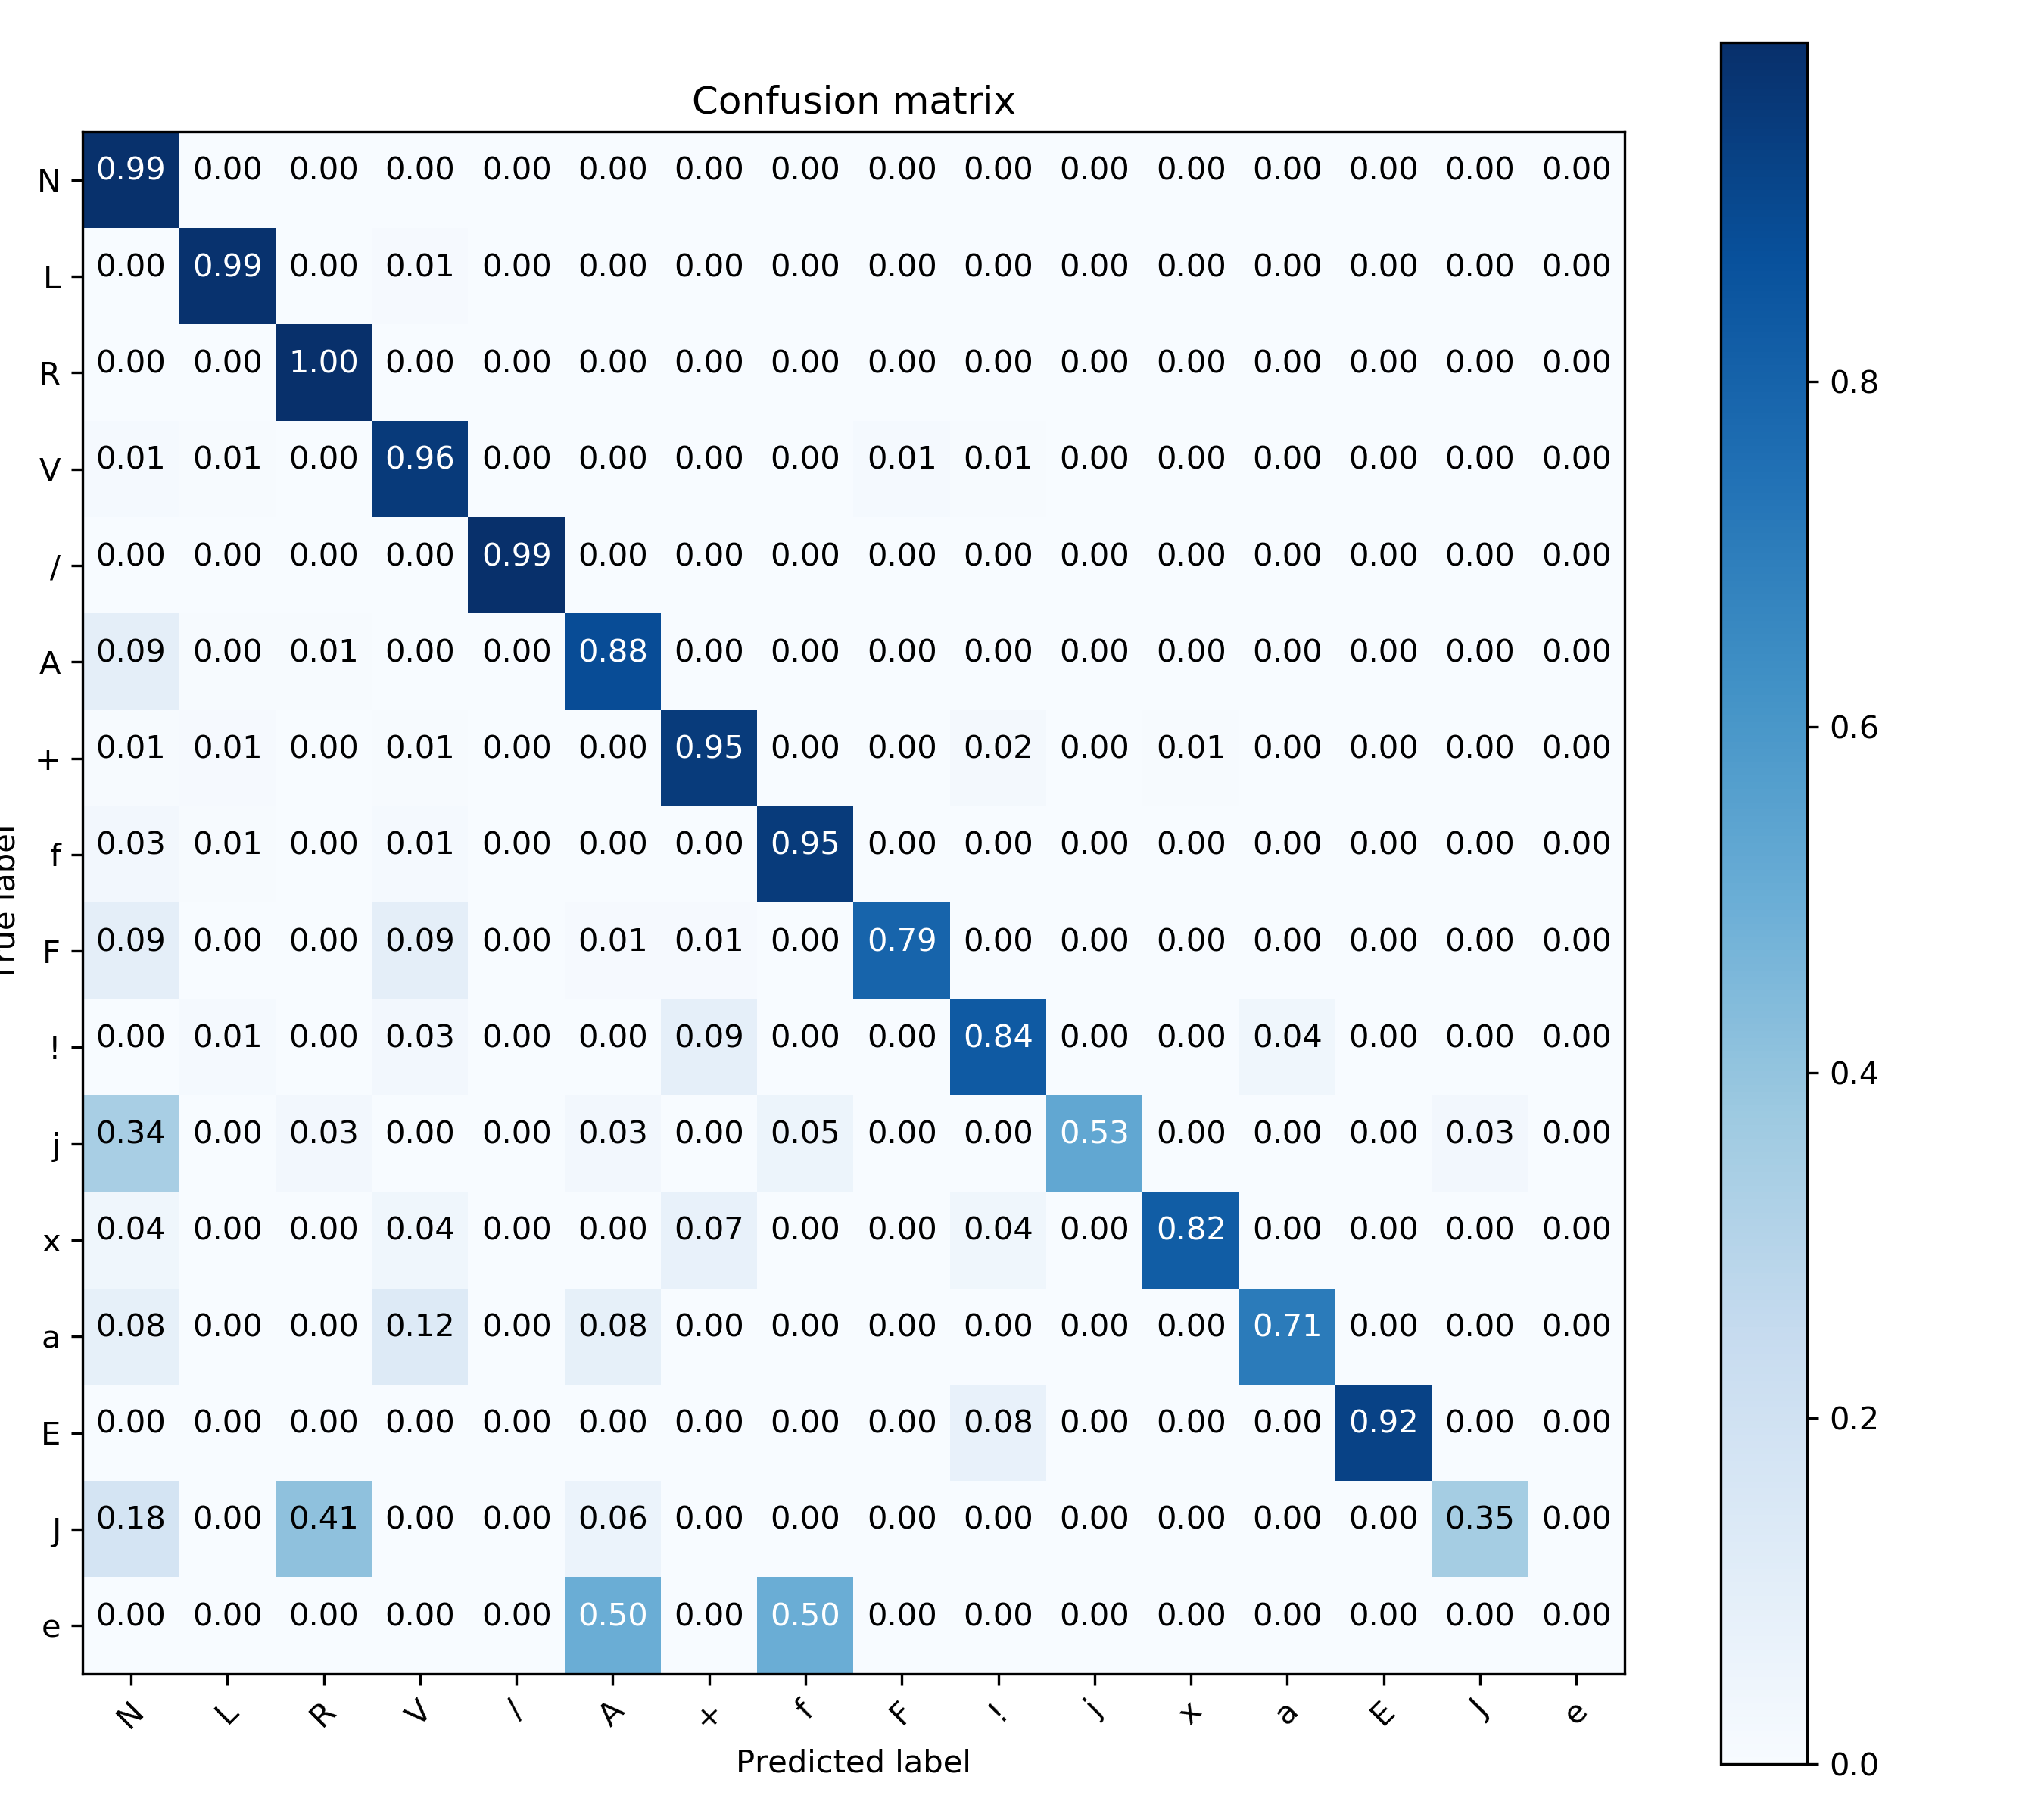 Confusion matrix
N 0.99 0.00 0.00 0.00 0.00 0.00 0.00 0.00 0.00 0.00 0.00 0.00 0.00 0.00 0.00 0.00
L 0.00 0.99 0.00 0.01 0.00 0.00 0.00 0.00 0.00 0.00 0.00 0.00 0.00 0.00 0.00 0.00
R 0.00 0.00 1.00 0.00 0.00 0.00 0.00 0.00 0.00 0.00 0.00 0.00 0.00 0.00 0.00 0.00
V 0.01 0.01 0.00 0.96 0.00 0.00 0.00 0.00 0.01 0.01 0.00 0.00 0.00 0.00 0.00 0.00
/ 0.00 0.00 0.00 0.00 0.99 0.00 0.00 0.00 0.00 0.00 0.00 0.00 0.00 0.00 0.00 0.00
A 0.09 0.00 0.01 0.00 0.00 0.88 0.00 0.00 0.00 0.00 0.00 0.00 0.00 0.00 0.00 0.00
+ 0.01 0.01 0.00 0.01 0.00 0.00 0.95 0.00 0.00 0.02 0.00 0.01 0.00 0.00 0.00 0.00
f 0.03 0.01 0.00 0.01 0.00 0.00 0.00 0.95 0.00 0.00 0.00 0.00 0.00 0.00 0.00 0.00
F 0.09 0.00 0.00 0.09 0.00 0.01 0.01 0.00 0.79 0.00 0.00 0.00 0.00 0.00 0.00 0.00
! 0.00 0.01 0.00 0.03 0.00 0.00 0.09 0.00 0.00 0.84 0.00 0.00 0.04 0.00 0.00 0.00
j 0.34 0.00 0.03 0.00 0.00 0.03 0.00 0.05 0.00 0.00 0.53 0.00 0.00 0.00 0.03 0.00
x 0.04 0.00 0.00 0.04 0.00 0.00 0.07 0.00 0.00 0.04 0.00 0.82 0.00 0.00 0.00 0.00
a 0.08 0.00 0.00 0.12 0.00 0.08 0.00 0.00 0.00 0.00 0.00 0.00 0.71 0.00 0.00 0.00
E 0.00 0.00 0.00 0.00 0.00 0.00 0.00 0.00 0.00 0.08 0.00 0.00 0.00 0.92 0.00 0.00
J 0.18 0.00 0.41 0.00 0.00 0.06 0.00 0.00 0.00 0.00 0.00 0.00 0.00 0.00 0.35 0.00
e 0.00 0.00 0.00 0.00 0.00 0.50 0.00 0.50 0.00 0.00 0.00 0.00 0.00 0.00 0.00 0.00
N L R V / A + f F ! j x a E J e
Predicted label
True label
0.8
0.6
0.4
0.2
0.0